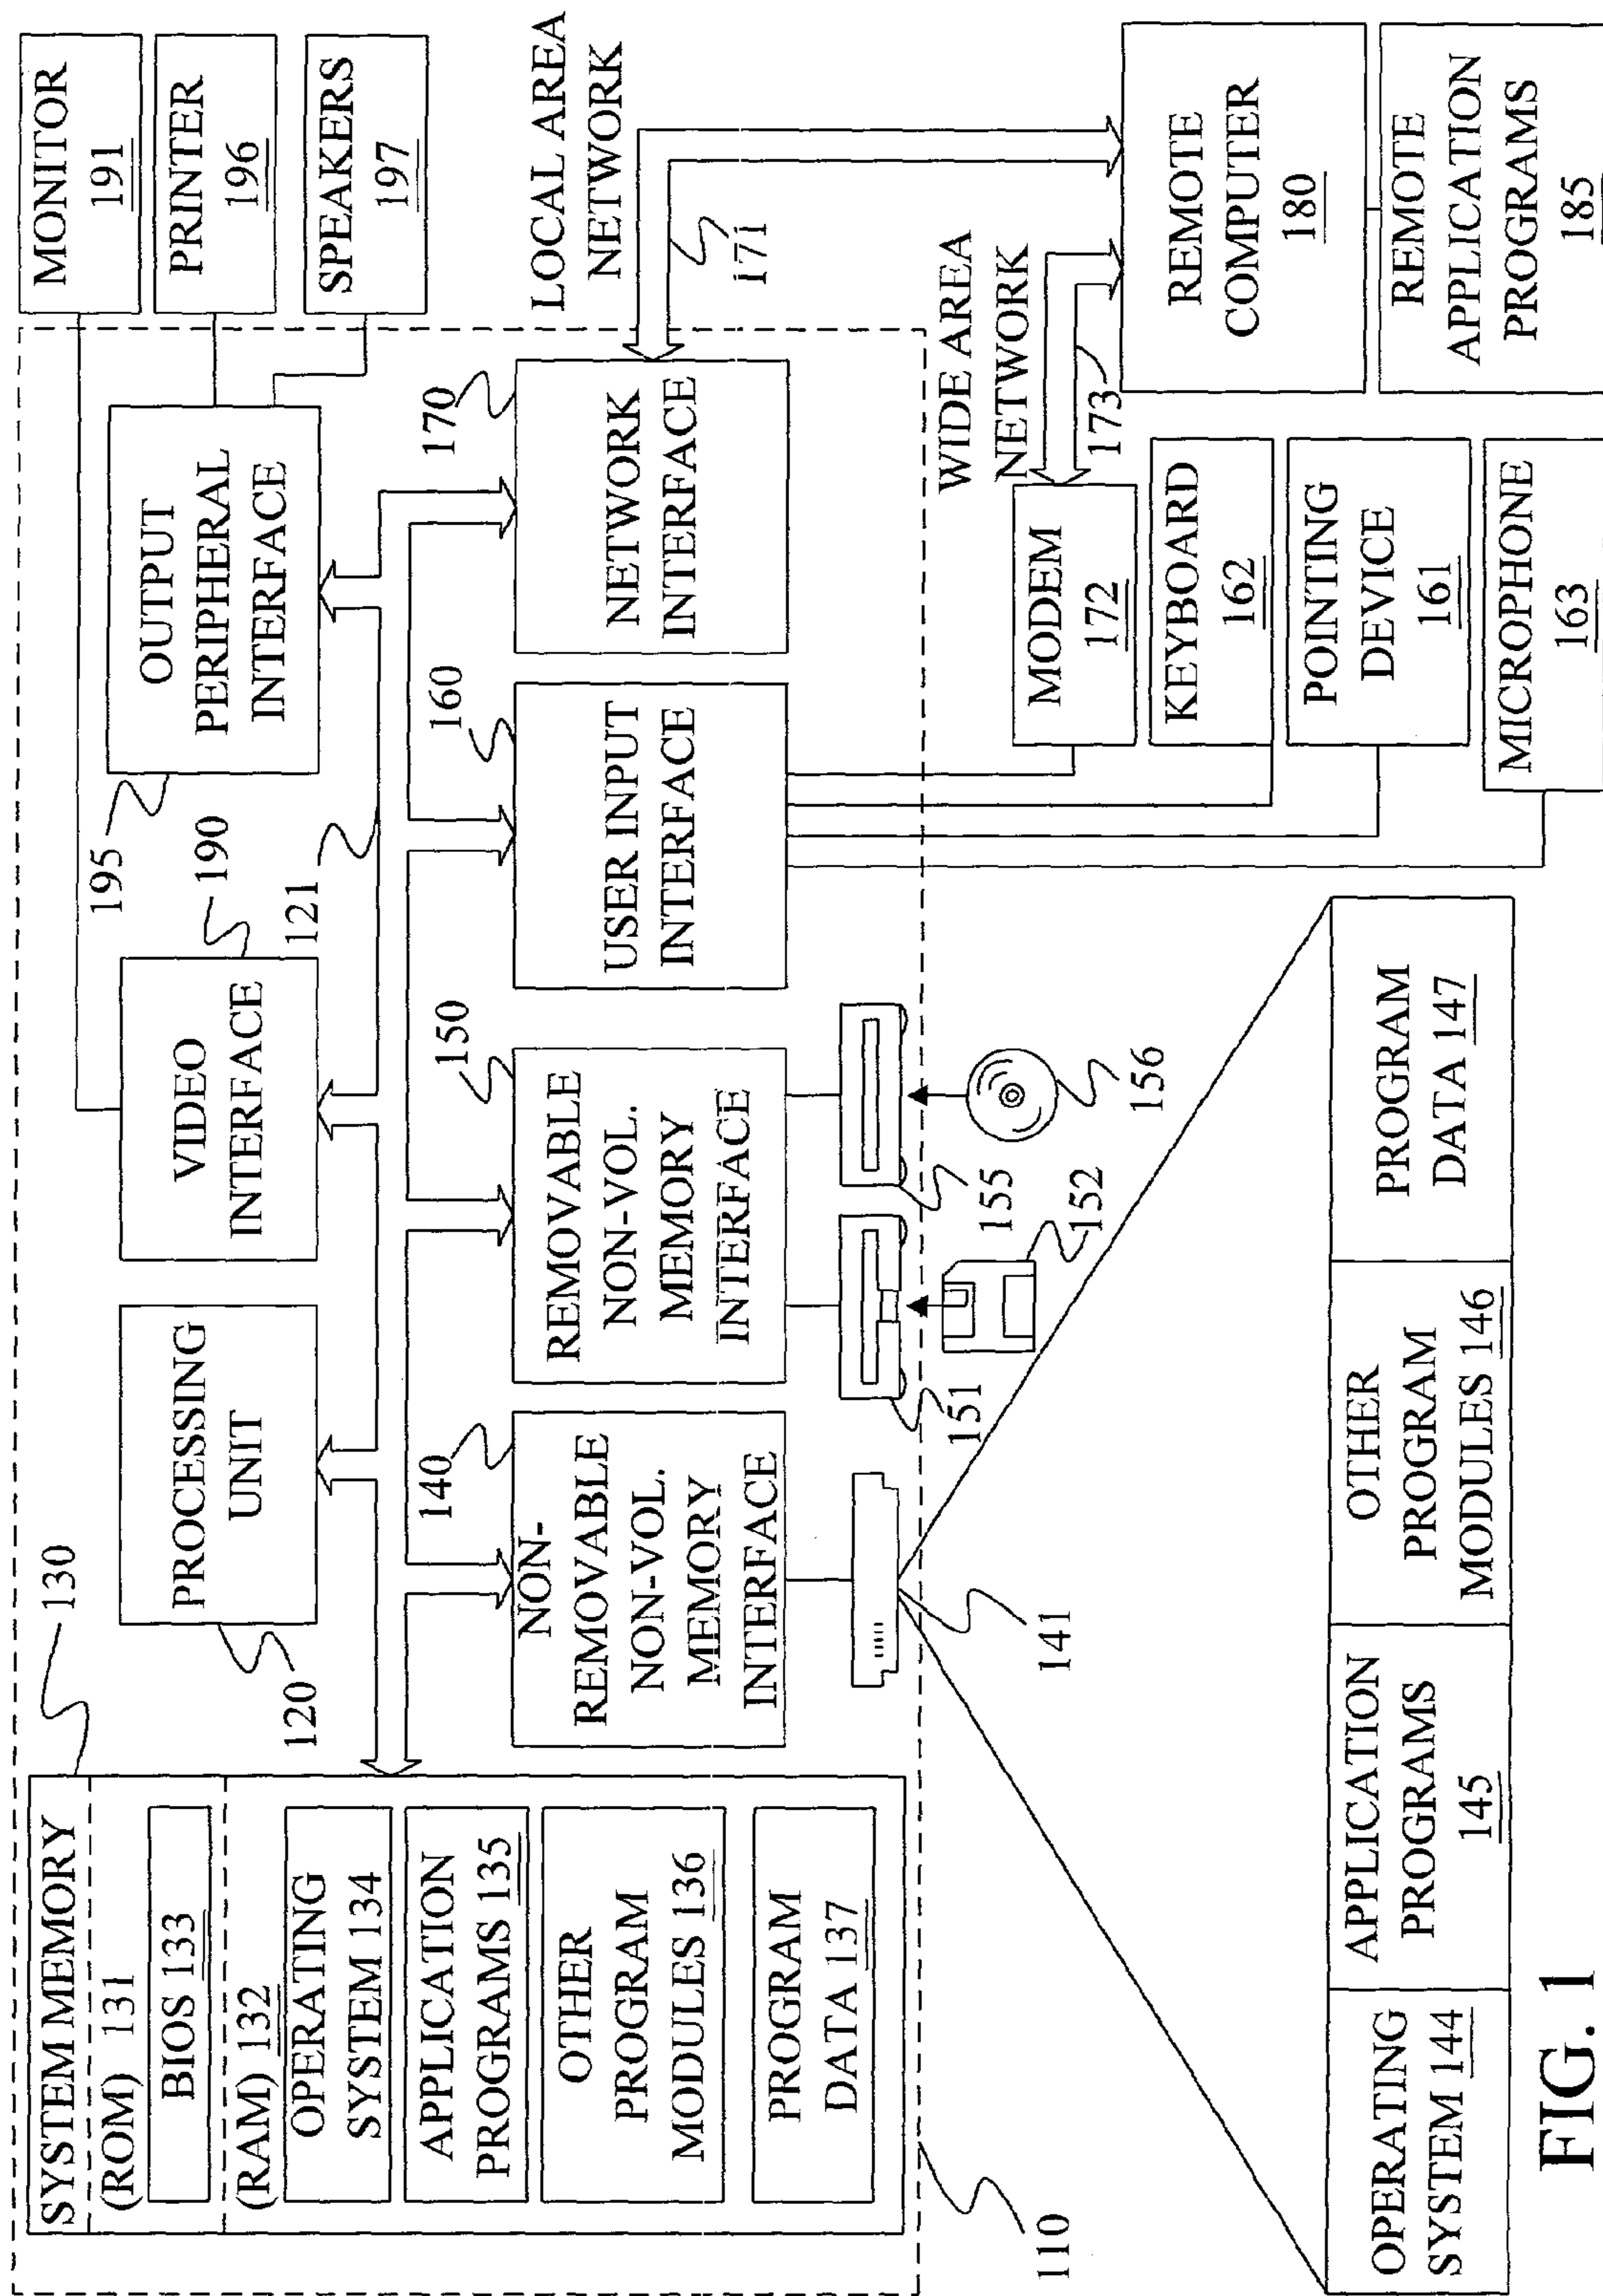 SYSTEM MEMORY
(ROM) 131
BIOS 133
(RAM) 132
OPERATING
SYSTEM 134
APPLICATION
PROGRAMS 135
OTHER
PROGRAM
MODULES 136
PROGRAM
DATA 137
130
120
PROCESSING
UNIT
VIDEO
INTERFACE
190
121
195
OUTPUT
PERIPHERAL
INTERFACE
MONITOR
191
PRINTER
196
SPEAKERS
197
140
NON-
REMOVABLE
NON-VOL.
MEMORY
INTERFACE
150
REMOVABLE
NON-VOL.
MEMORY
INTERFACE
160
USER INPUT
INTERFACE
170
NETWORK
INTERFACE
LOCAL AREA
NETWORK
171
110
141
151
152
155
156
WIDE AREA
NETWORK
173
MODEM
172
KEYBOARD
162
POINTING
DEVICE
161
MICROPHONE
163
REMOTE
COMPUTER
180
REMOTE
APPLICATION
PROGRAMS
185
OPERATING
SYSTEM 144
APPLICATION
PROGRAMS
145
OTHER
PROGRAM
MODULES 146
PROGRAM
DATA 147
FIG. 1